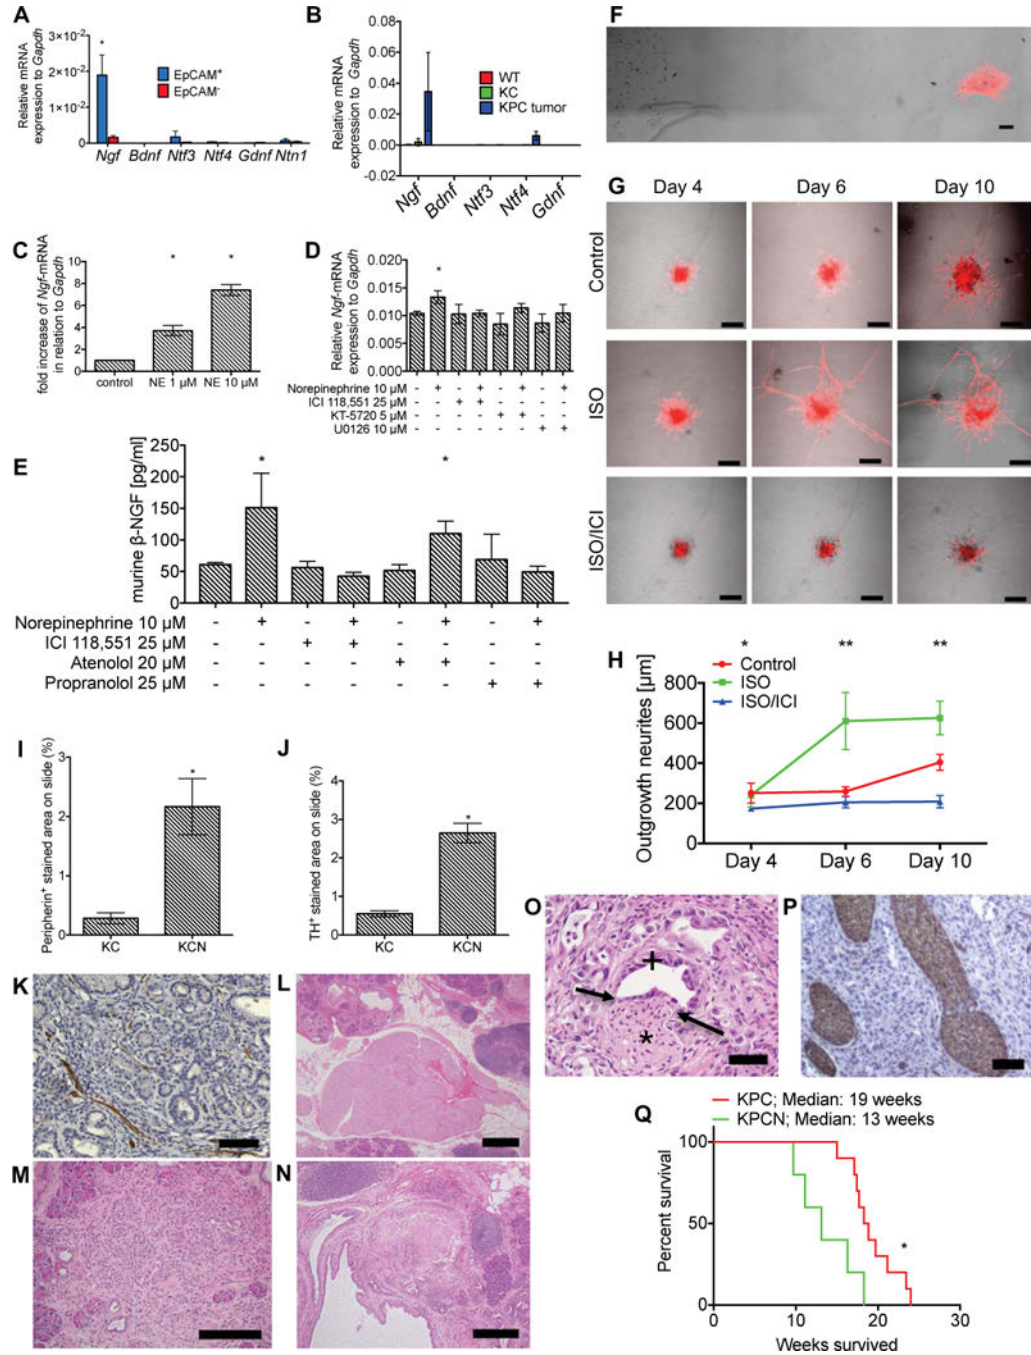 A
Relative mRNA
expression to Gapdh
3×10⁻²
2×10⁻²
1×10⁻²
0
*
EpCAM⁺
EpCAM⁻
Ngf Bdnf Ntf3 Ntf4 Gdnf Ntn1
B
Relative mRNA
expression to Gapdh
0.08
0.06
0.04
0.02
0.00
-0.02
WT
KC
KPC tumor
Ngf Bdnf Ntf3 Ntf4 Gdnf
C
fold increase of Ngf-mRNA
in relation to Gapdh
10
8
6
4
2
0
* *
control NE 1 µM NE 10 µM
D
Relative Ngf-mRNA
expression to Gapdh
0.020
0.015
0.010
0.005
0.000
*
Norepinephrine 10 µM - + - + - + - +
ICI 118,551 25 µM - - + + - - - -
KT-5720 5 µM - - - - + + - -
U0126 10 µM - - - - - - + +
E
murine β-NGF [pg/ml]
250
200
150
100
50
0
* *
Norepinephrine 10 µM - + - + - + - +
ICI 118,551 25 µM - - + + - - - -
Atenolol 20 µM - - - - + + - -
Propranolol 25 µM - - - - - - + +
F
G
Day 4 Day 6 Day 10
Control
ISO
ISO/ICI
H
* ** **
Control
ISO
ISO/ICI
Outgrowth neurites [µm]
800
600
400
200
0
Day 4 Day 6 Day 10
I
Peripherin⁺ stained area on slide (%)
3
2
1
0
*
KC KCN
J
TH⁺ stained area on slide (%)
4
3
2
1
0
*
KC KCN
K
L
M
N
O
+
*
P
Q
KPC; Median: 19 weeks
KPCN; Median: 13 weeks
Percent survival
100
50
0
*
0 10 20 30
Weeks survived